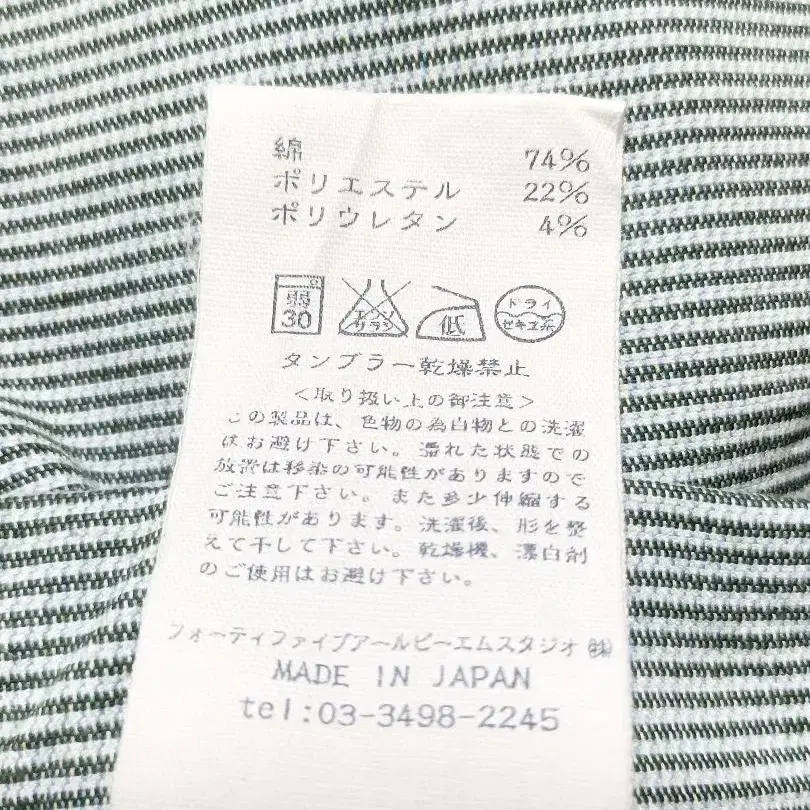 綿 74%
ポリエステル 22%
ポリウレタン 4%
弱 30 エンソ サラシ 低 ドライ セキユ系
タンブラー乾燥禁止
<取り扱い上の御注意>
この製品は、色物の為白物との洗濯
はお避け下さい。濡れた状態での
放置は移染の可能性がありますので
ご注意下さい。また多少伸縮する
可能性があります。洗濯後、形を整
えて干して下さい。乾燥機、漂白剤
のご使用はお避け下さい。
フォーティファイブアールピーエムスタジオ㈱
MADE IN JAPAN
tel:03-3498-2245